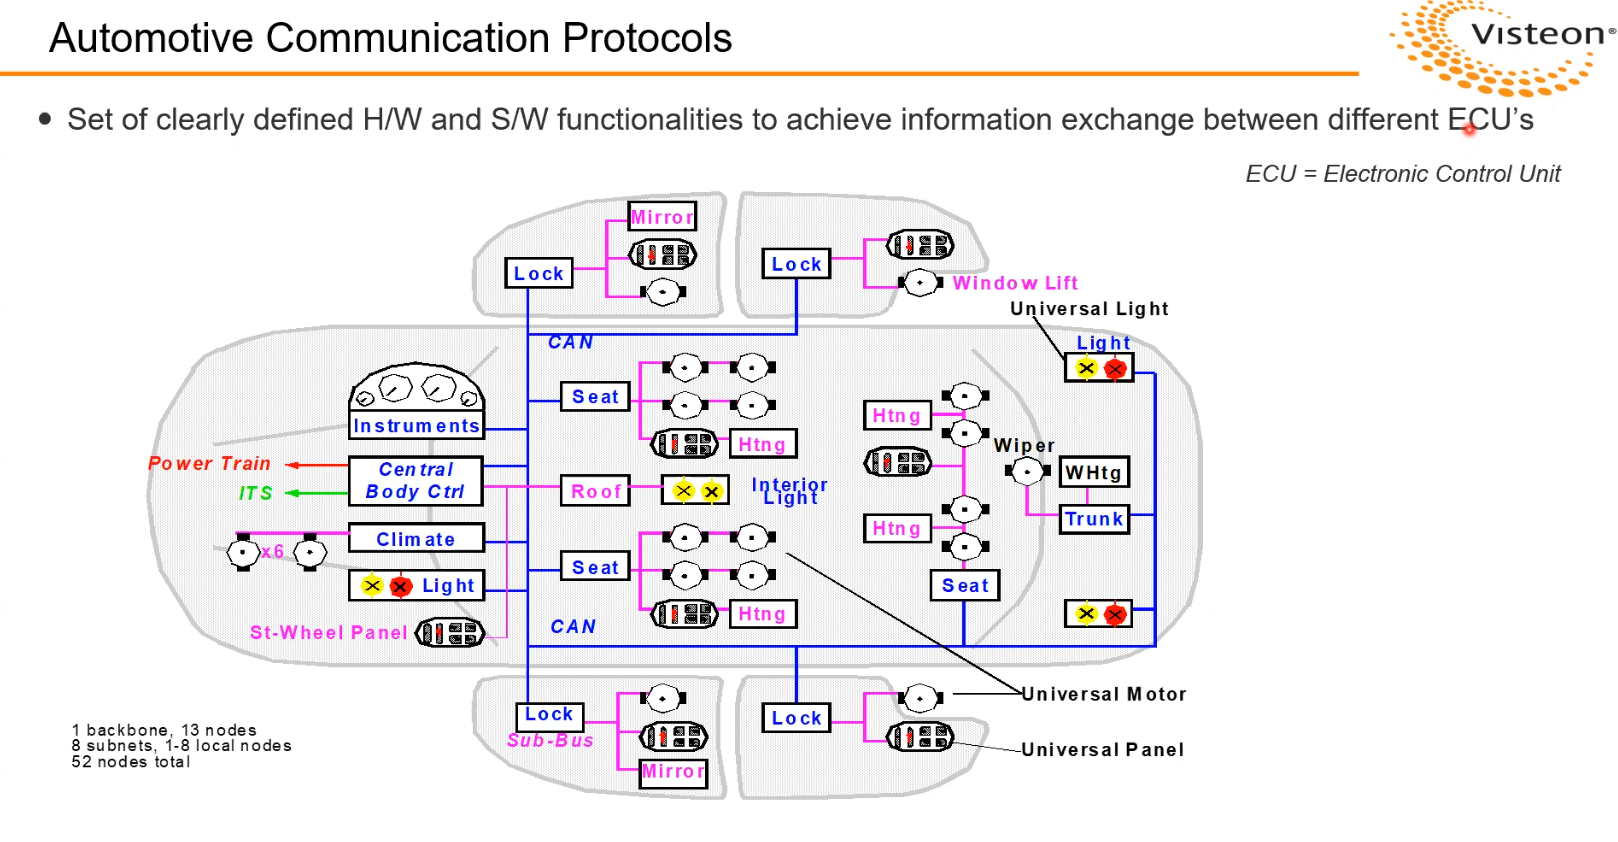 Automotive Communication Protocols
Visteon®
• Set of clearly defined H/W and S/W functionalities to achieve information exchange between different ECU's
ECU = Electronic Control Unit
Mirror
Lock
Lock
Window Lift
Universal Light
CAN
Light
Seat
Instruments
Htng
Htng
Wiper
Power Train
Central
Body Ctrl
ITS
Roof
Interior
Light
WHtg
Trunk
Climate
x6
Htng
Seat
Light
Seat
Htng
St-Wheel Panel
CAN
Universal Motor
Lock
Lock
Sub-Bus
Universal Panel
Mirror
1 backbone, 13 nodes
8 subnets, 1-8 local nodes
52 nodes total